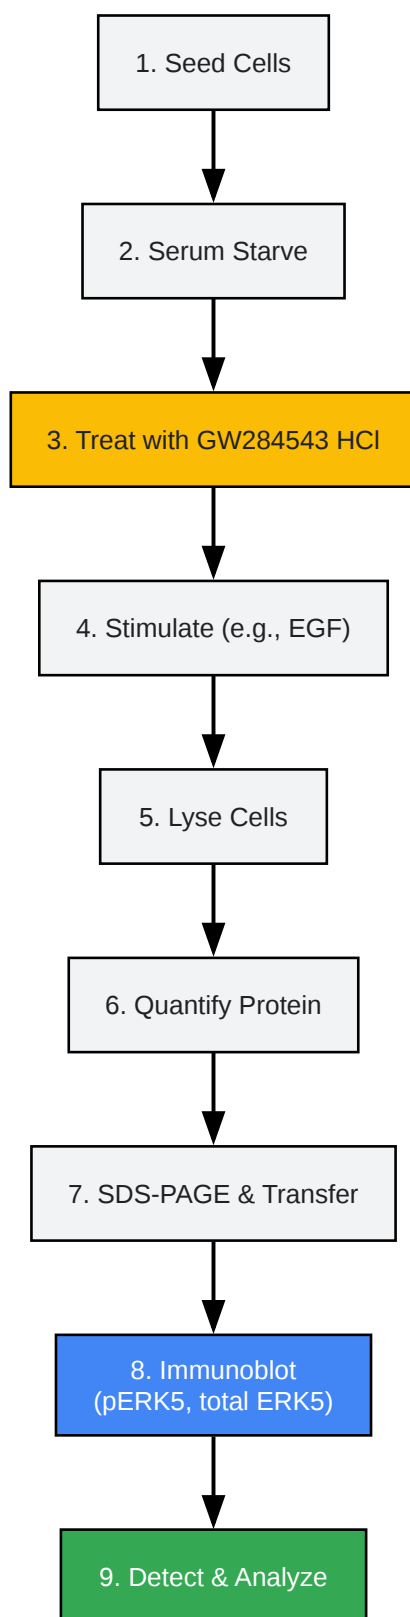 1. Seed Cells
2. Serum Starve
3. Treat with GW284543 HCl
4. Stimulate (e.g., EGF)
5. Lyse Cells
6. Quantify Protein
7. SDS-PAGE & Transfer
8. Immunoblot
(pERK5, total ERK5)
9. Detect & Analyze